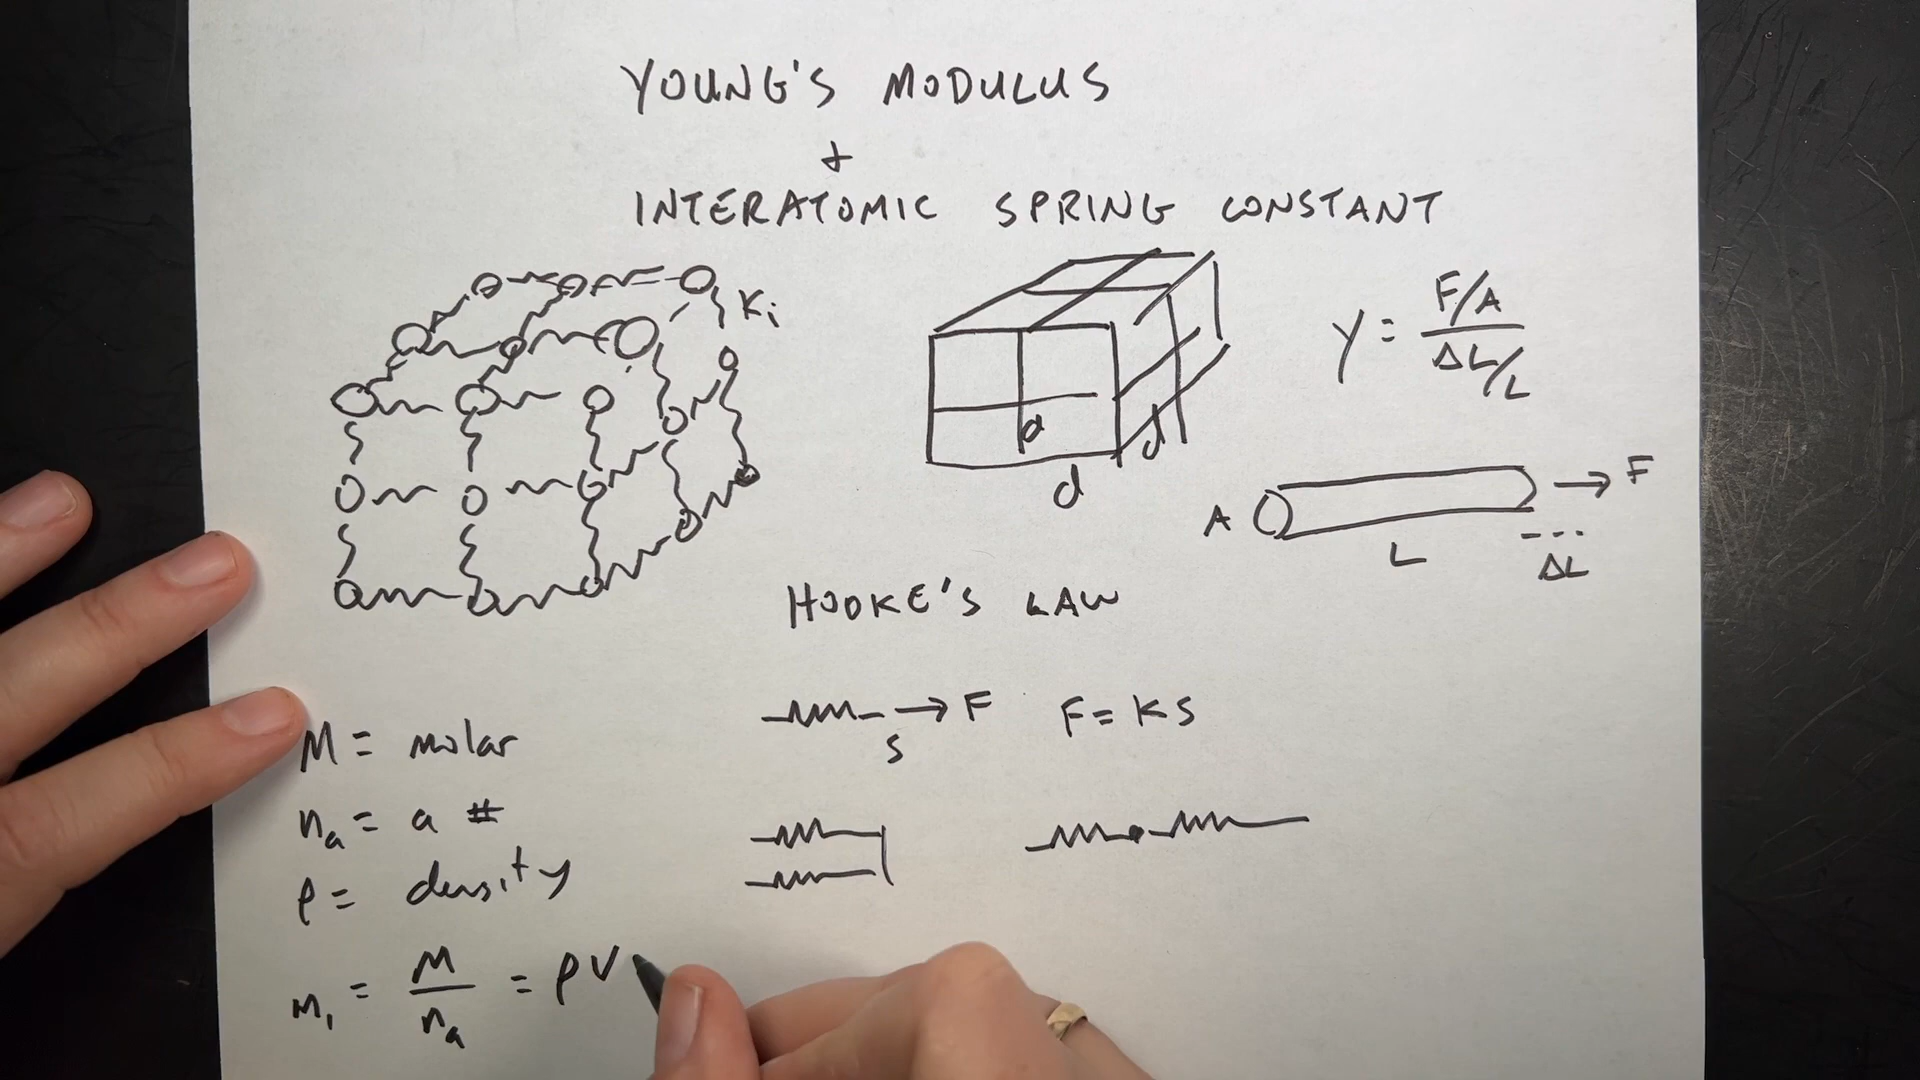 YOUNG'S MODULUS
+
INTERATOMIC SPRING CONSTANT
Ki
d
d
d
Y = F/A / ΔL/L
A
L
F
ΔL
HOOKE'S LAW
F
S
F = KS
M = molar
na = a #
ρ = density
m1 = M/na = ρV